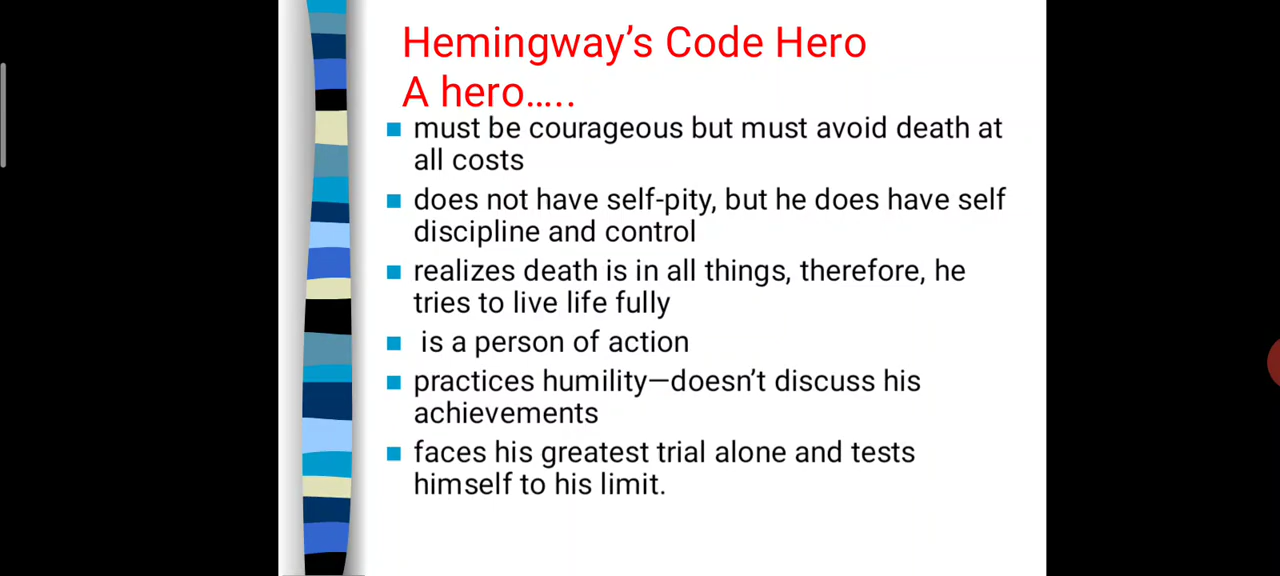 Hemingway’s Code Hero
A hero…..
must be courageous but must avoid death at
all costs
does not have self-pity, but he does have self
discipline and control
realizes death is in all things, therefore, he
tries to live life fully
is a person of action
practices humility—doesn’t discuss his
achievements
faces his greatest trial alone and tests
himself to his limit.